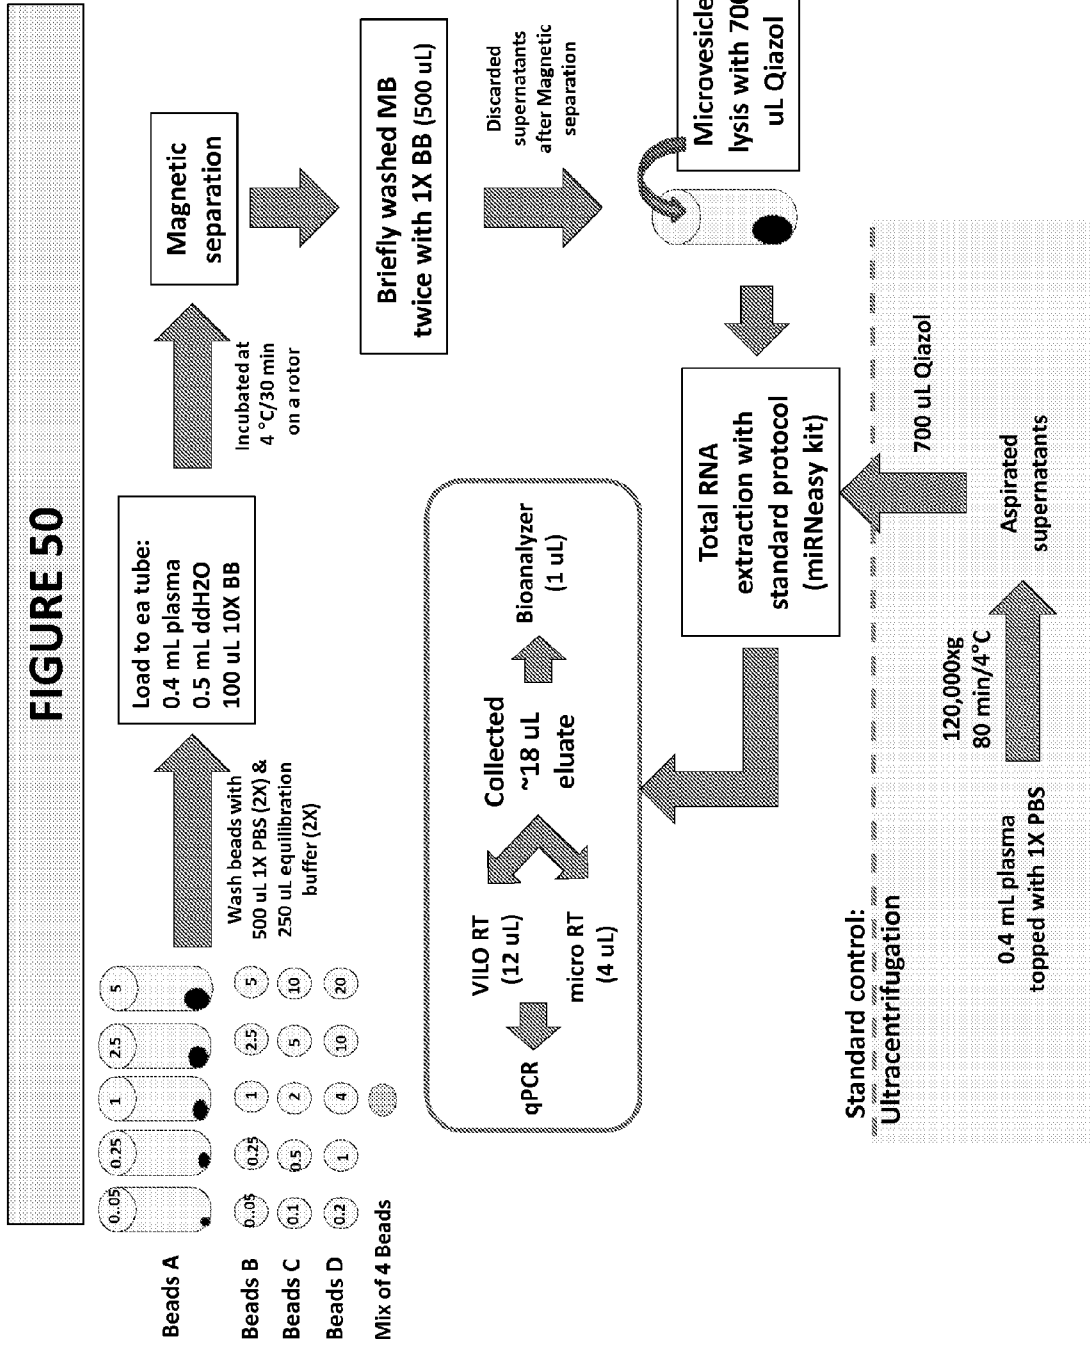 FIGURE 50
Beads A
0..05
0.25
1
2.5
5
Beads B
0..05
0.25
1
2.5
5
Beads C
0.1
0.5
2
5
10
Beads D
0.2
1
4
10
20
Mix of 4 Beads
Wash beads with
500 uL 1X PBS (2X) &
250 uL equilibration
buffer (2X)
Load to ea tube:
0.4 mL plasma
0.5 mL ddH2O
100 uL 10X BB
Incubated at
4 °C/30 min
on a rotor
Magnetic
separation
Briefly washed MB
twice with 1X BB (500 uL)
Discarded
supernatants
after Magnetic
separation
Microvesicle
lysis with 700
uL Qiazol
Total RNA
extraction with
standard protocol
(miRNeasy kit)
Collected
~18 uL
eluate
Bioanalyzer
(1 uL)
VILO RT
(12 uL)
micro RT
(4 uL)
qPCR
Standard control:
Ultracentrifugation
0.4 mL plasma
topped with 1X PBS
120,000xg
80 min/4°C
Aspirated
supernatants
700 uL Qiazol